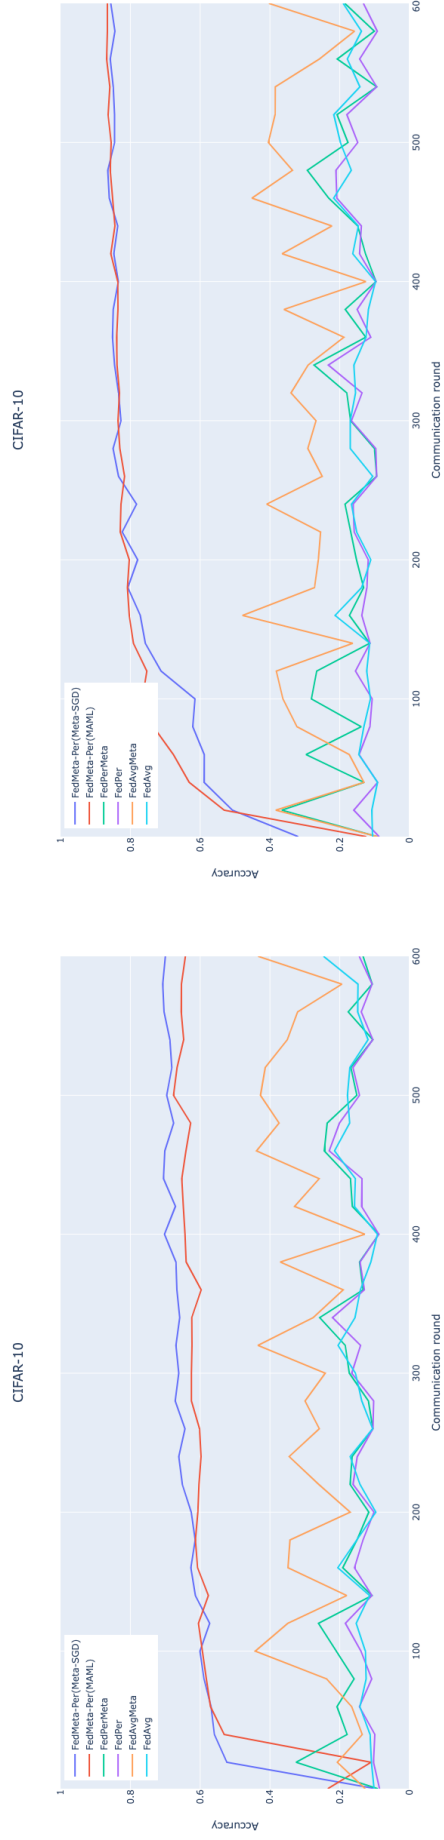 CIFAR-10
1
0.8
0.6
0.4
0.2
0
Accuracy
FedMeta-Per(Meta-SGD)
FedMeta-Per(MAML)
FedPerMeta
FedPer
FedAvgMeta
FedAvg
100
200
300
400
500
600
Communication round
CIFAR-10
1
0.8
0.6
0.4
0.2
0
Accuracy
FedMeta-Per(Meta-SGD)
FedMeta-Per(MAML)
FedPerMeta
FedPer
FedAvgMeta
FedAvg
100
200
300
400
500
60
Communication round